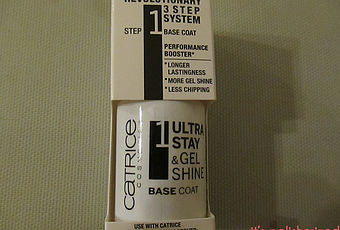 REVOLUTIONARY
3 STEP
SYSTEM
STEP 1 BASE COAT
PERFORMANCE
BOOSTER*
*LONGER
LASTINGNESS
*MORE GEL SHINE
*LESS CHIPPING
CATRICE
COSMETICS
1 ULTRA
STAY
& GEL
SHINE
BASE COAT
USE WITH CATRICE